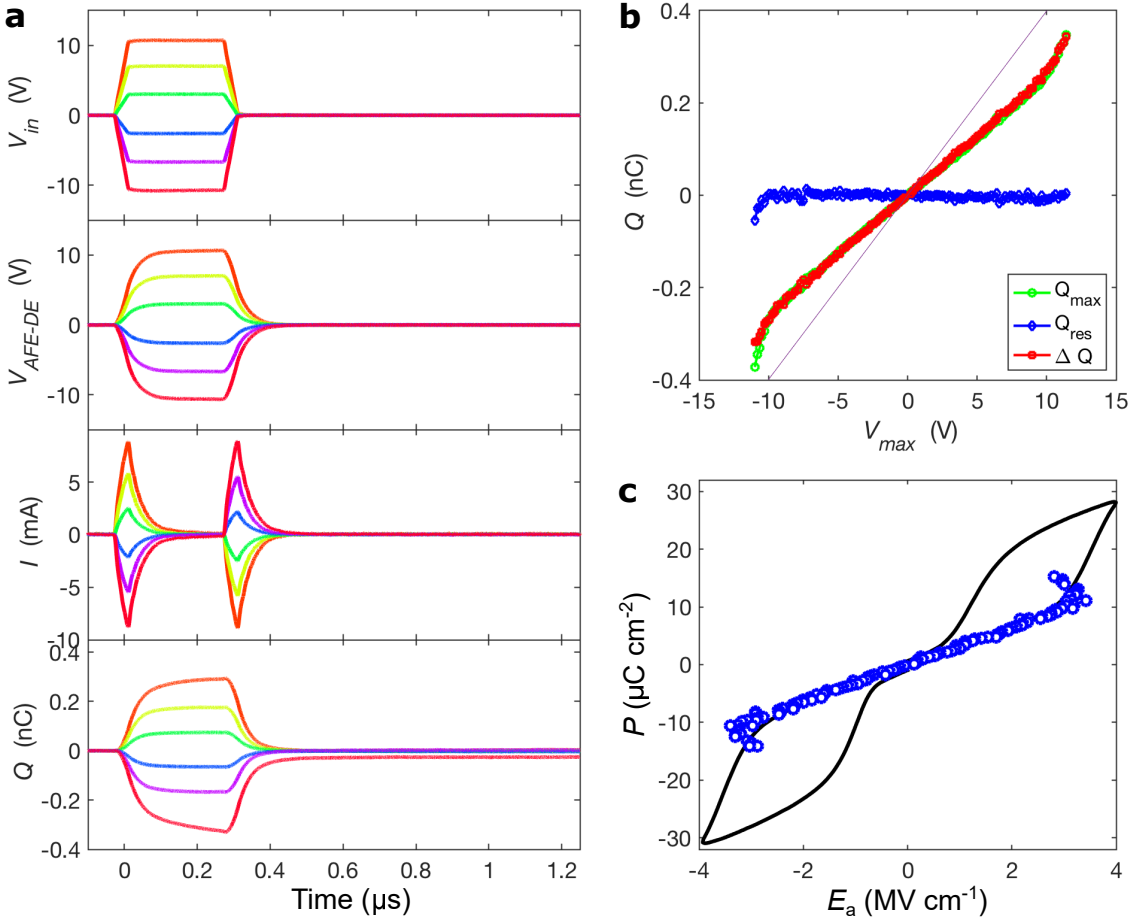 a
V_in (V)
10
0
-10
V_AFE-DE (V)
10
0
-10
I (mA)
5
0
-5
-10
Q (nC)
0.4
0.2
0
-0.2
-0.4
0 0.2 0.4 0.6 0.8 1 1.2
Time (µs)
b
Q (nC)
0.4
0.2
0
-0.2
-0.4
Q_max
Q_res
Δ Q
-15 -10 -5 0 5 10 15
V_max (V)
c
P (µC cm⁻²)
30
20
10
0
-10
-20
-30
-4 -2 0 2 4
E_a (MV cm⁻¹)